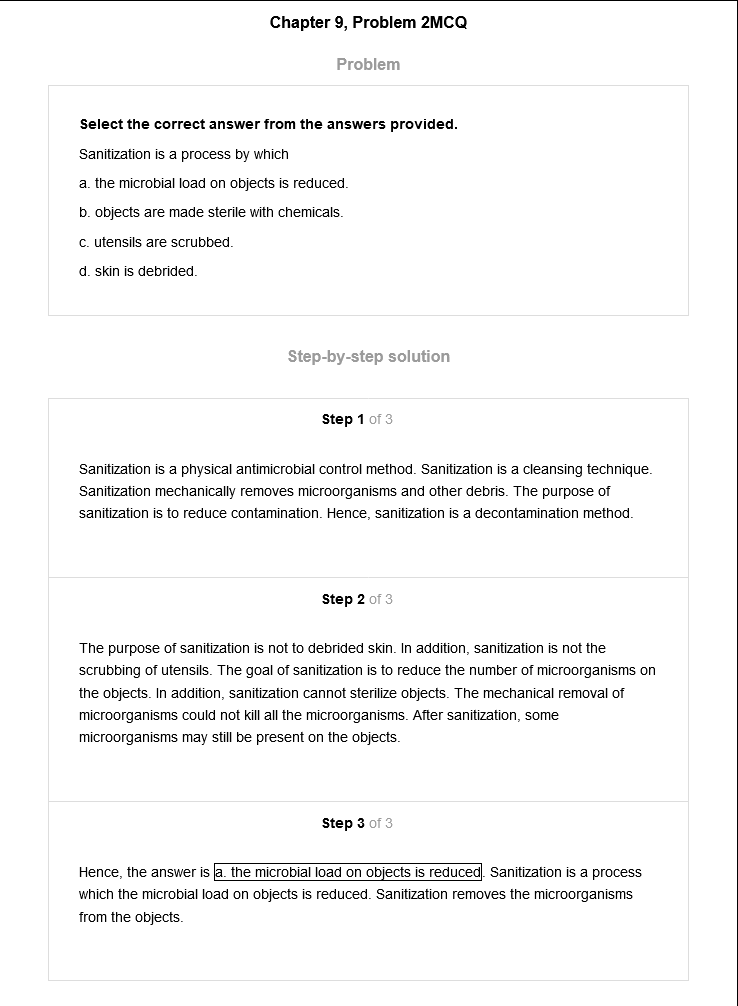 Chapter 9, Problem 2MCQ
Problem
Select the correct answer from the answers provided.
Sanitization is a process by which
a. the microbial load on objects is reduced.
b. objects are made sterile with chemicals.
c. utensils are scrubbed.
d. skin is debrided.
Step-by-step solution
Step 1 of 3
Sanitization is a physical antimicrobial control method. Sanitization is a cleansing technique.
Sanitization mechanically removes microorganisms and other debris. The purpose of
sanitization is to reduce contamination. Hence, sanitization is a decontamination method.
Step 2 of 3
The purpose of sanitization is not to debrided skin. In addition, sanitization is not the
scrubbing of utensils. The goal of sanitization is to reduce the number of microorganisms on
the objects. In addition, sanitization cannot sterilize objects. The mechanical removal of
microorganisms could not kill all the microorganisms. After sanitization, some
microorganisms may still be present on the objects.
Step 3 of 3
Hence, the answer is a. the microbial load on objects is reduced. Sanitization is a process
which the microbial load on objects is reduced. Sanitization removes the microorganisms
from the objects.